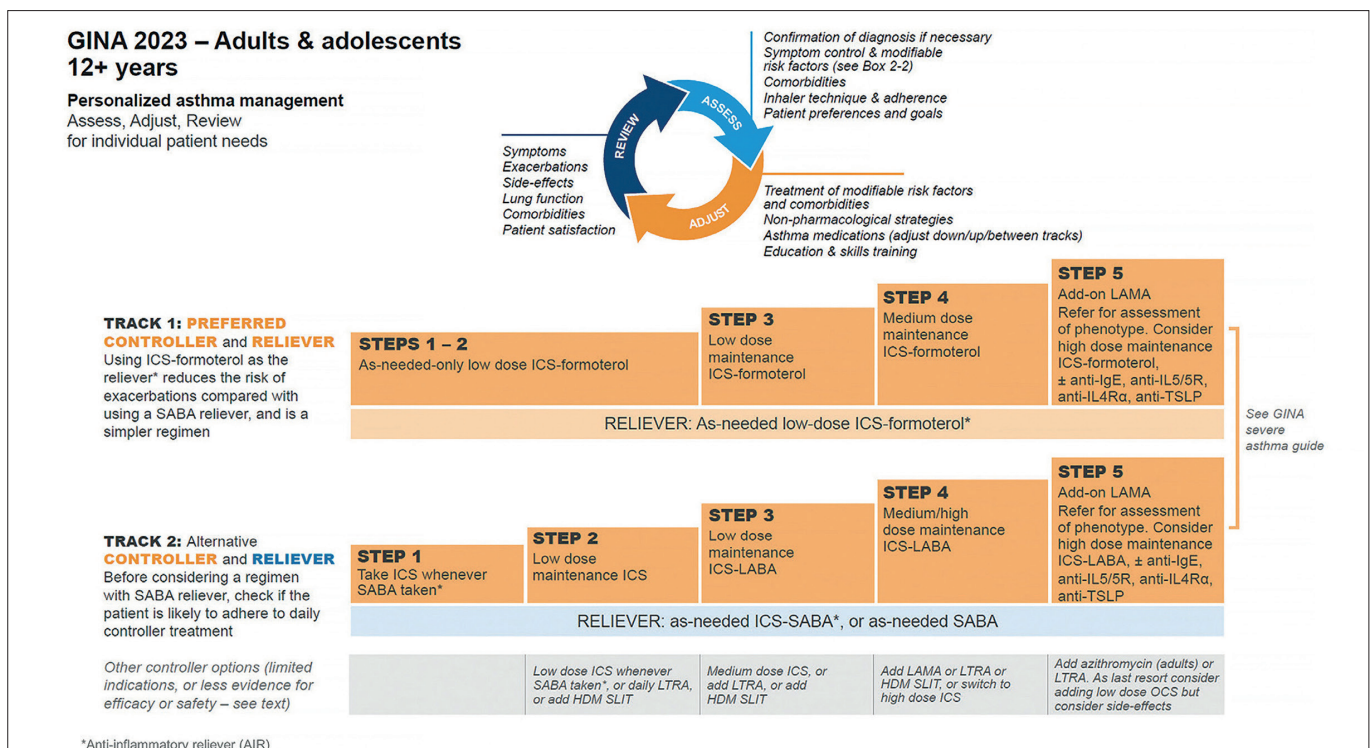 GINA 2023 – Adults & adolescents
12+ years
Personalized asthma management
Assess, Adjust, Review
for individual patient needs
Confirmation of diagnosis if necessary
Symptom control & modifiable
risk factors (see Box 2-2)
Comorbidities
Inhaler technique & adherence
Patient preferences and goals
REVIEW
ASSESS
ADJUST
Symptoms
Exacerbations
Side-effects
Lung function
Comorbidities
Patient satisfaction
Treatment of modifiable risk factors
and comorbidities
Non-pharmacological strategies
Asthma medications (adjust down/up/between tracks)
Education & skills training
TRACK 1: PREFERRED
CONTROLLER and RELIEVER
Using ICS-formoterol as the
reliever* reduces the risk of
exacerbations compared with
using a SABA reliever, and is a
simpler regimen
STEPS 1 – 2
As-needed-only low dose ICS-formoterol
STEP 3
Low dose
maintenance
ICS-formoterol
STEP 4
Medium dose
maintenance
ICS-formoterol
STEP 5
Add-on LAMA
Refer for assessment
of phenotype. Consider
high dose maintenance
ICS-formoterol,
± anti-IgE, anti-IL5/5R,
anti-IL4Rα, anti-TSLP
RELIEVER: As-needed low-dose ICS-formoterol*
See GINA
severe
asthma guide
TRACK 2: Alternative
CONTROLLER and RELIEVER
Before considering a regimen
with SABA reliever, check if the
patient is likely to adhere to daily
controller treatment
STEP 1
Take ICS whenever
SABA taken*
STEP 2
Low dose
maintenance ICS
STEP 3
Low dose
maintenance
ICS-LABA
STEP 4
Medium/high
dose maintenance
ICS-LABA
STEP 5
Add-on LAMA
Refer for assessment
of phenotype. Consider
high dose maintenance
ICS-LABA, ± anti-IgE,
anti-IL5/5R, anti-IL4Rα,
anti-TSLP
RELIEVER: as-needed ICS-SABA*, or as-needed SABA
Other controller options (limited
indications, or less evidence for
efficacy or safety – see text)
Low dose ICS whenever
SABA taken*, or daily LTRA,
or add HDM SLIT
Medium dose ICS, or
add LTRA, or add
HDM SLIT
Add LAMA or LTRA or
HDM SLIT, or switch to
high dose ICS
Add azithromycin (adults) or
LTRA. As last resort consider
adding low dose OCS but
consider side-effects
*Anti-inflammatory reliever (AIR)